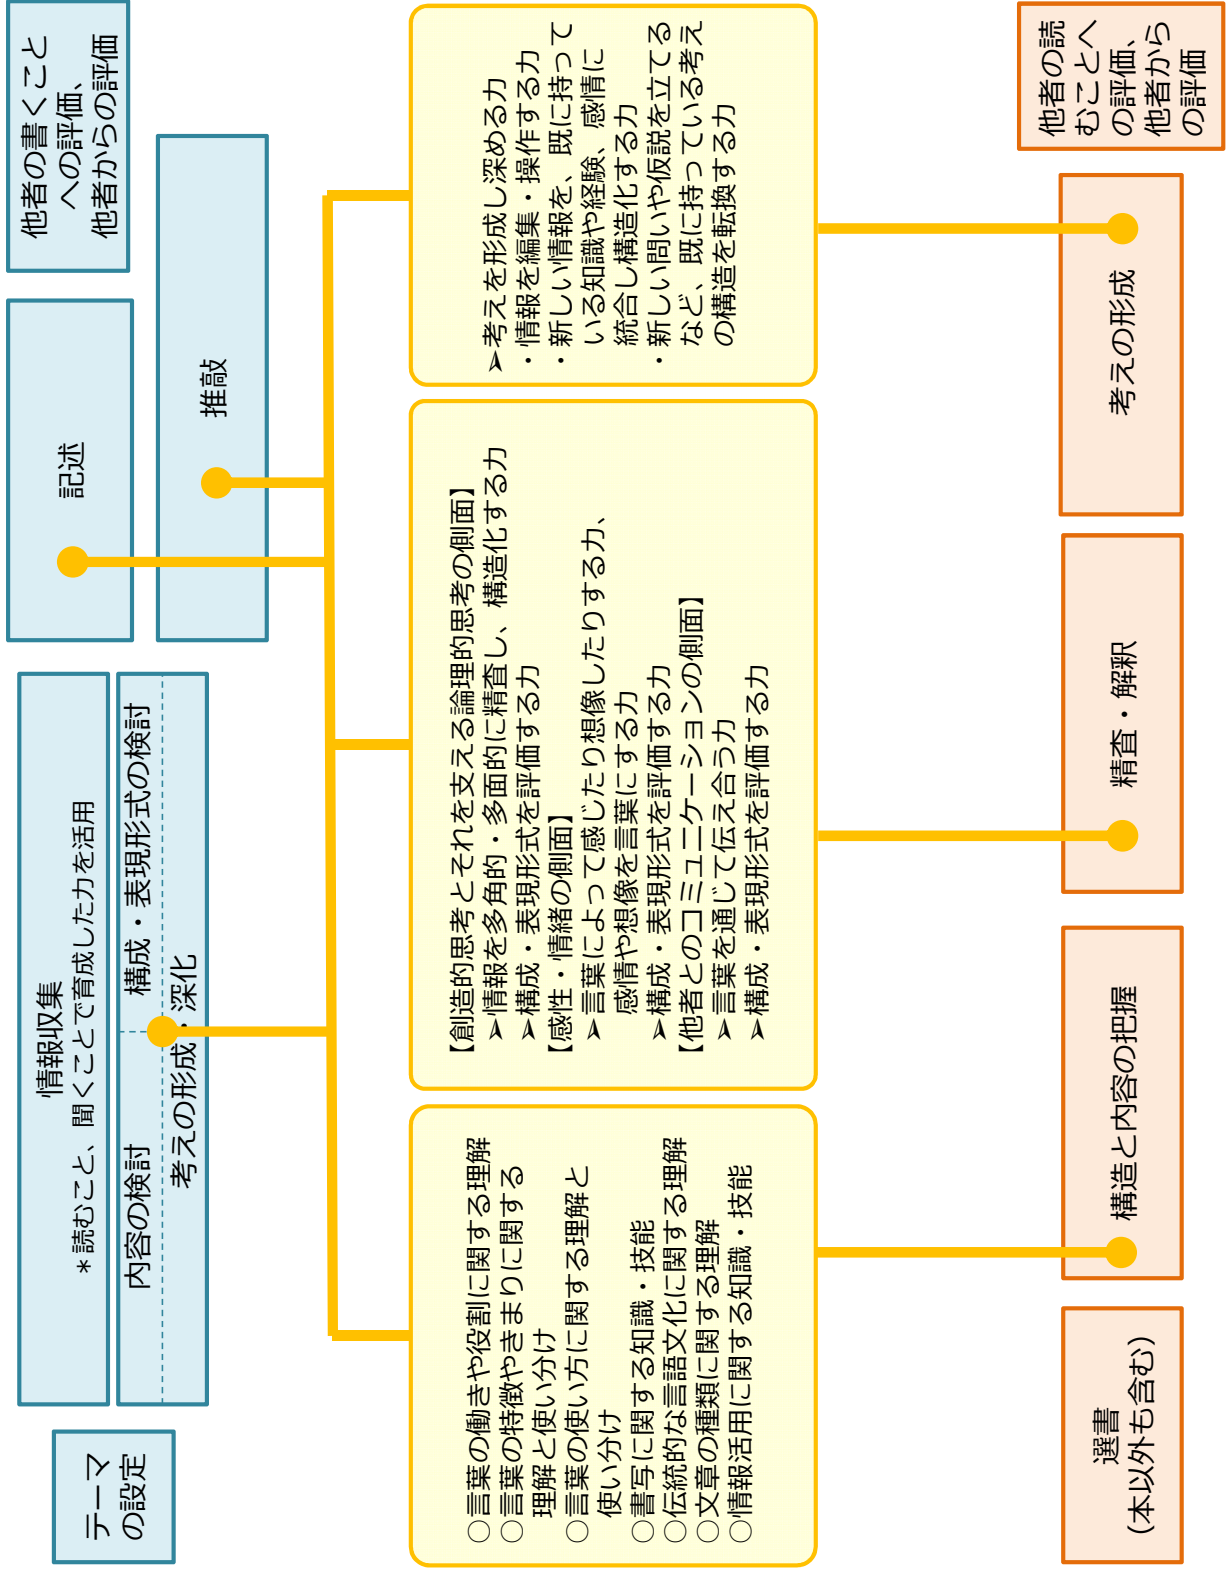 テーマ
の設定
情報収集
＊読むこと、聞くことで育成した力を活用
内容の検討
構成・表現形式の検討
考えの形成・深化
記述
推敲
他者の書くこと
への評価、
他者からの評価
○言葉の働きや役割に関する理解
○言葉の特徴やきまりに関する
理解と使い分け
○言葉の使い方に関する理解と
使い分け
○書写に関する知識・技能
○伝統的な言語文化に関する理解
○文章の種類に関する理解
○情報活用に関する知識・技能
【創造的思考とそれを支える論理的思考の側面】
➢情報を多角的・多面的に精査し、構造化する力
➢構成・表現形式を評価する力
【感性・情緒の側面】
➢言葉によって感じたり想像したりする力、
感情や想像を言葉にする力
➢構成・表現形式を評価する力
【他者とのコミュニケーションの側面】
➢言葉を通じて伝え合う力
➢構成・表現形式を評価する力
➢考えを形成し深める力
・情報を編集・操作する力
・新しい情報を、既に持って
いる知識や経験、感情に
統合し構造化する力
・新しい問いや仮説を立てる
など、既に持っている考え
の構造を転換する力
選書
(本以外も含む)
構造と内容の把握
精査・解釈
考えの形成
他者の読
むことへ
の評価、
他者から
の評価